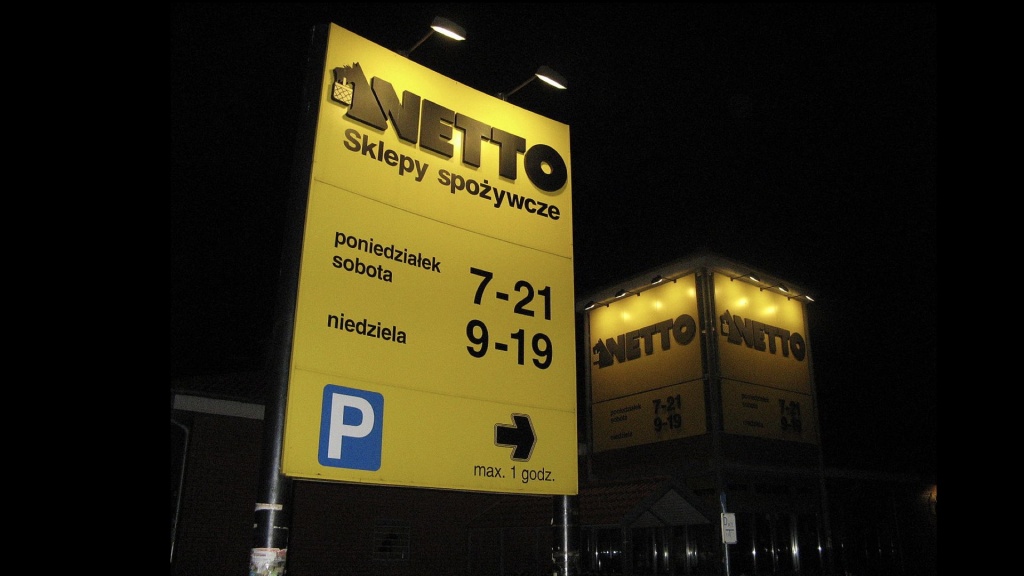 NETTO
Sklepy spożywcze
poniedziałek
sobota
7-21
niedziela
9-19
P
max. 1 godz.
NETTO
7-21
9-19
NETTO
7-21
9-19